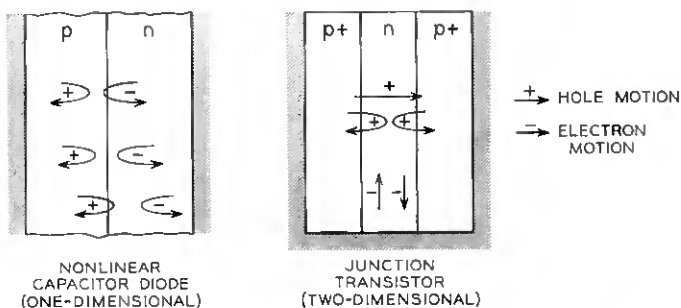 p n
p+ n p+
+ -
+ -
+ -
+
+ +
- -
+ HOLE MOTION
- ELECTRON
MOTION
NONLINEAR
CAPACITOR DIODE
(ONE-DIMENSIONAL)
JUNCTION
TRANSISTOR
(TWO-DIMENSIONAL)